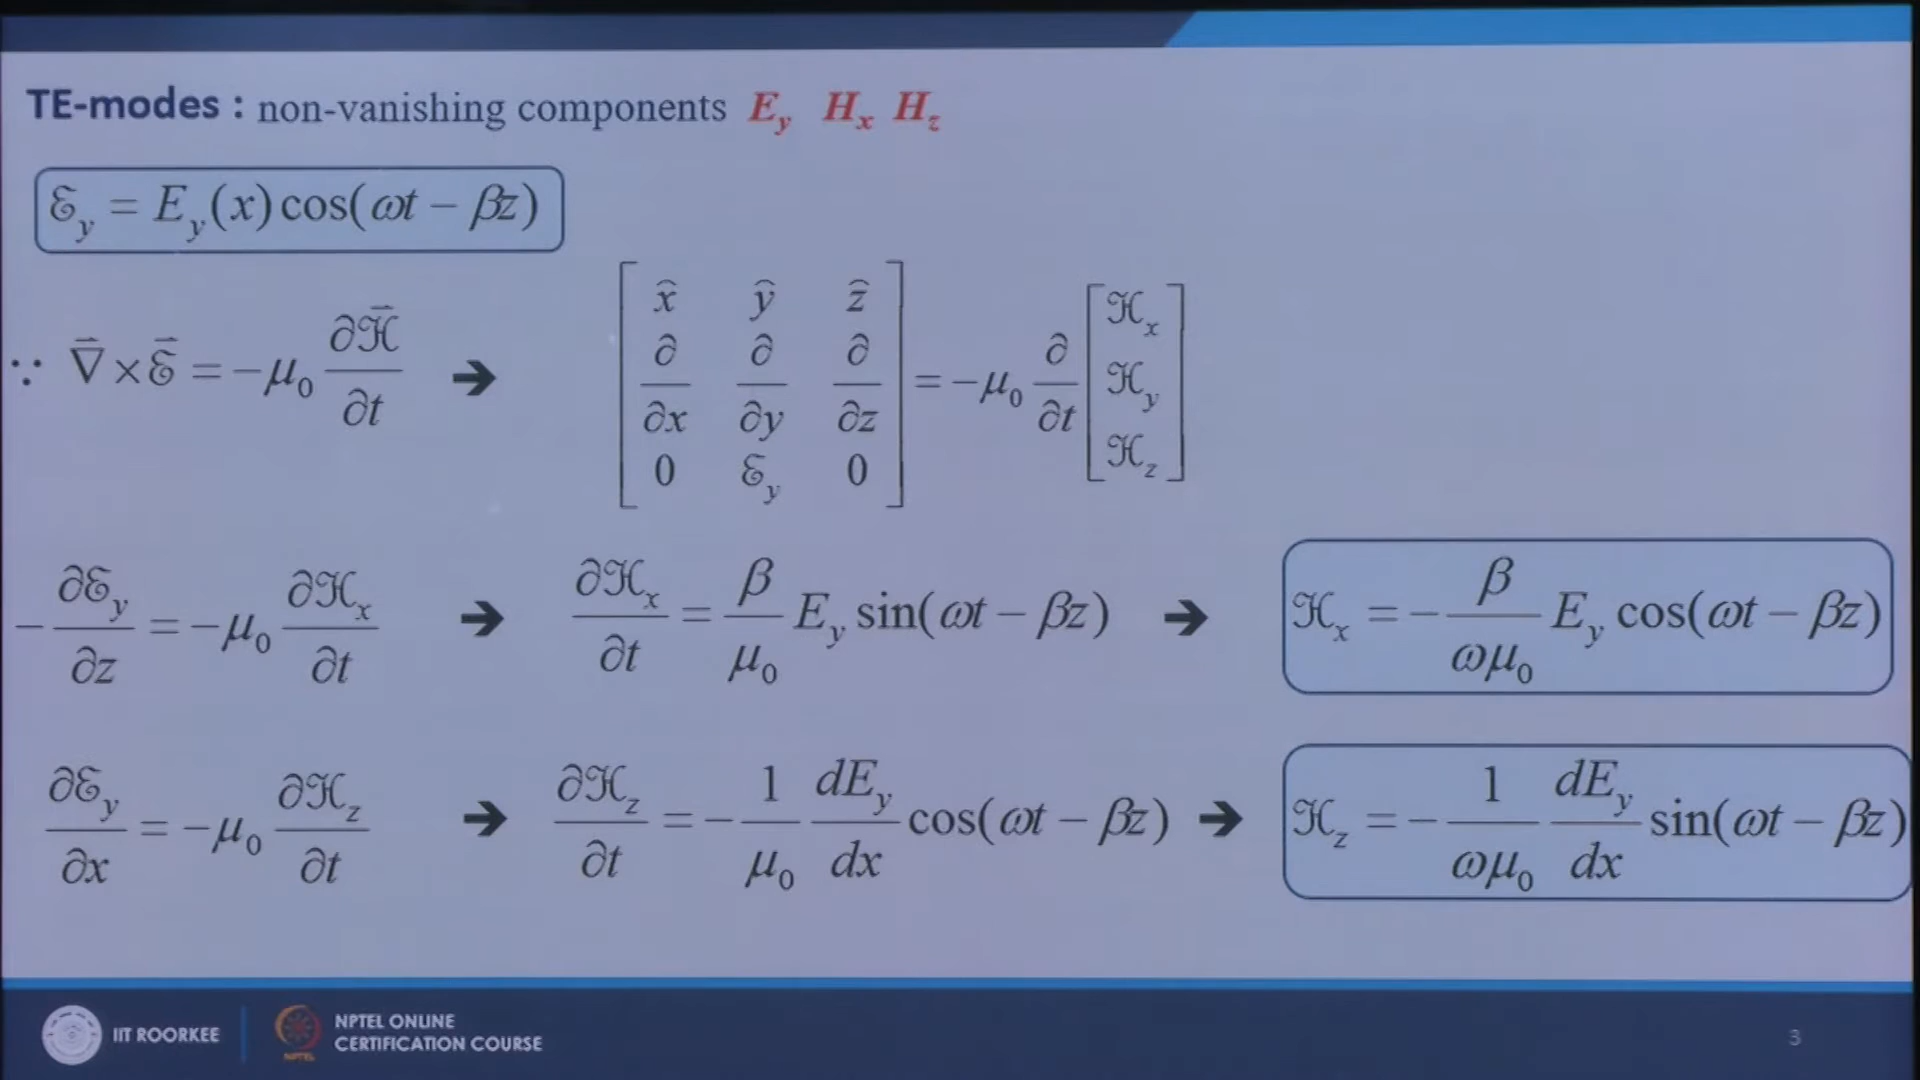 TE-modes : non-vanishing components E_y H_x H_z
ℰ_y = E_y(x) cos(ωt − βz)
∵ ∇⃗ × ℰ⃗ = −μ₀ ∂ℋ⃗/∂t ➔ [x̂ ŷ ẑ; ∂/∂x ∂/∂y ∂/∂z; 0 ℰ_y 0] = −μ₀ ∂/∂t [ℋ_x; ℋ_y; ℋ_z]
−∂ℰ_y/∂z = −μ₀ ∂ℋ_x/∂t ➔ ∂ℋ_x/∂t = β/μ₀ E_y sin(ωt − βz) ➔ ℋ_x = −β/(ωμ₀) E_y cos(ωt − βz)
∂ℰ_y/∂x = −μ₀ ∂ℋ_z/∂t ➔ ∂ℋ_z/∂t = −1/μ₀ dE_y/dx cos(ωt − βz) ➔ ℋ_z = −1/(ωμ₀) dE_y/dx sin(ωt − βz)
IIT ROORKEE
NPTEL
NPTEL ONLINE
CERTIFICATION COURSE
3